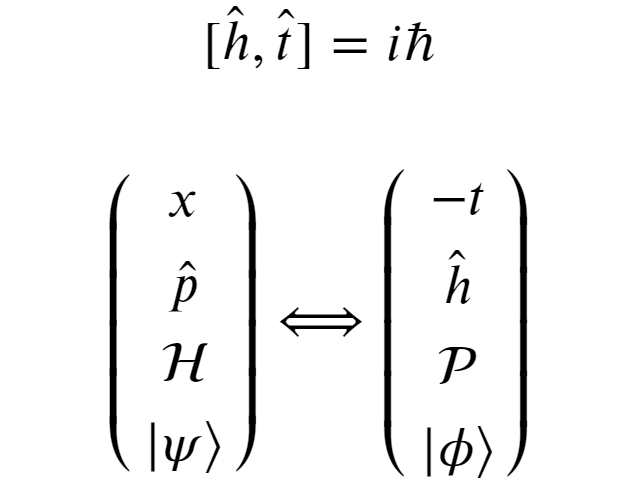 [ĥ, t̂] = iħ
x
p̂
ℋ
|ψ⟩
⟺
−t
ĥ
𝒫
|ϕ⟩